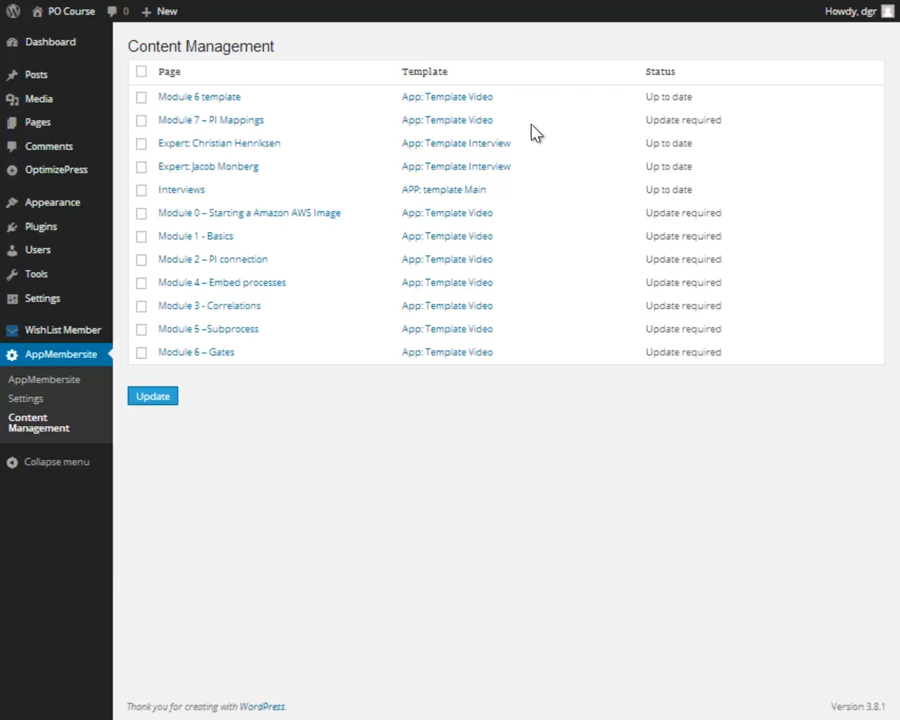 PO Course 0 New Howdy, dgr
Dashboard
Posts
Media
Pages
Comments
OptimizePress
Appearance
Plugins
Users
Tools
Settings
WishList Member
AppMembersite
AppMembersite
Settings
Content
Management
Collapse menu
Content Management
Page Template Status
Module 6 template App: Template Video Up to date
Module 7 – PI Mappings App: Template Video Update required
Expert: Christian Henriksen App: Template Interview Up to date
Expert: Jacob Monberg App: Template Interview Up to date
Interviews APP: template Main Up to date
Module 0 – Starting a Amazon AWS Image App: Template Video Update required
Module 1 - Basics App: Template Video Update required
Module 2 – PI connection App: Template Video Update required
Module 4 – Embed processes App: Template Video Update required
Module 3 - Correlations App: Template Video Update required
Module 5 –Subprocess App: Template Video Update required
Module 6 – Gates App: Template Video Update required
Update
Thank you for creating with WordPress. Version 3.8.1